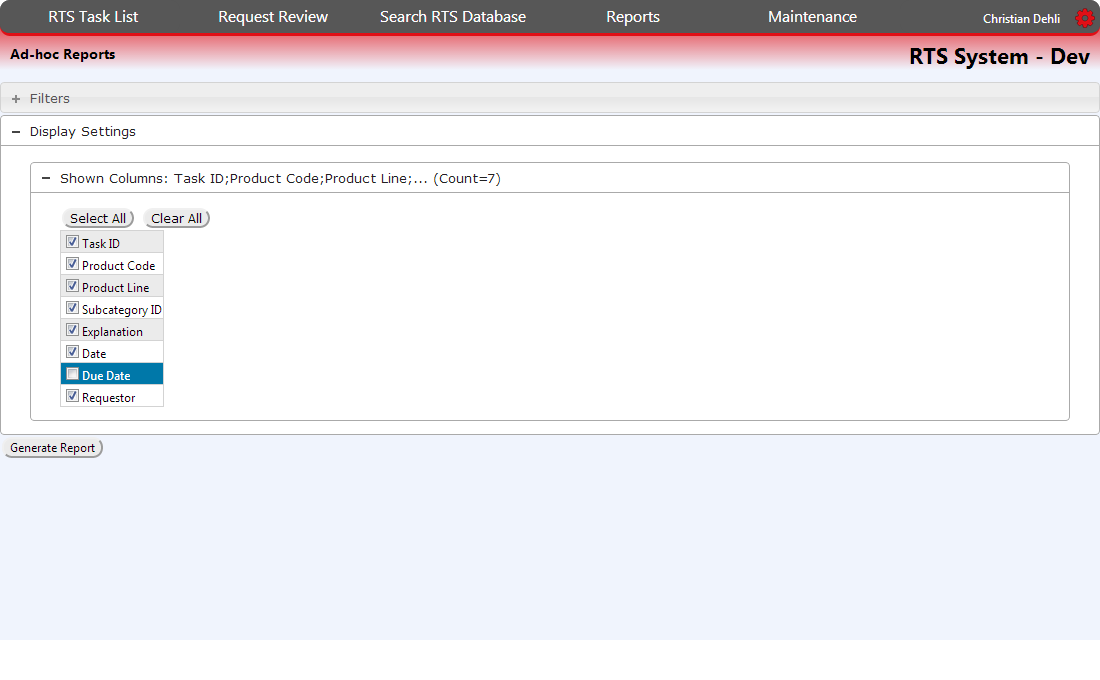 RTS Task List Request Review Search RTS Database Reports Maintenance Christian Dehli
Ad-hoc Reports RTS System - Dev
+ Filters
− Display Settings
− Shown Columns: Task ID;Product Code;Product Line;... (Count=7)
Select All Clear All
Task ID
Product Code
Product Line
Subcategory ID
Explanation
Date
Due Date
Requestor
Generate Report